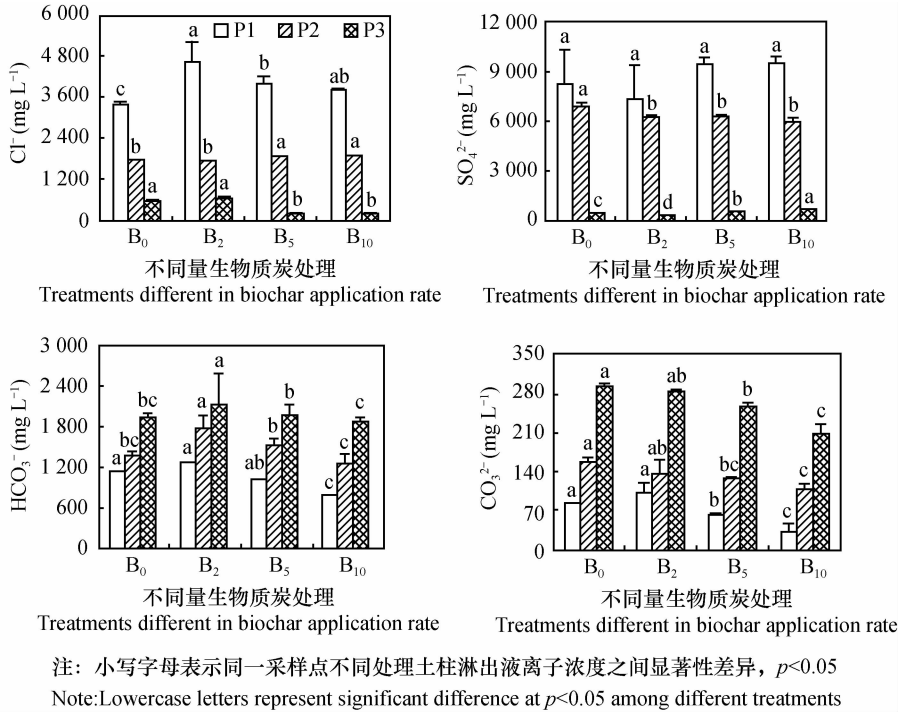 6 000
4 800
3 600
2 400
1 200
0
Cl⁻ (mg L⁻¹)
P1 P2 P3
c b a
a b a
b a b
ab a b
B₀ B₂ B₅ B₁₀
不同量生物质炭处理
Treatments different in biochar application rate
12 000
9 000
6 000
3 000
0
SO₄²⁻ (mg L⁻¹)
a a c
a b d
a b b
a b a
B₀ B₂ B₅ B₁₀
不同量生物质炭处理
Treatments different in biochar application rate
3 000
2 400
1 800
1 200
600
0
HCO₃⁻ (mg L⁻¹)
a bc bc
a a a
ab b b
c c c
B₀ B₂ B₅ B₁₀
不同量生物质炭处理
Treatments different in biochar application rate
350
280
210
140
70
0
CO₃²⁻ (mg L⁻¹)
a a a
a ab ab
b bc b
c c c
B₀ B₂ B₅ B₁₀
不同量生物质炭处理
Treatments different in biochar application rate
注：小写字母表示同一采样点不同处理土柱淋出液离子浓度之间显著性差异，p<0.05
Note:Lowercase letters represent significant difference at p<0.05 among different treatments